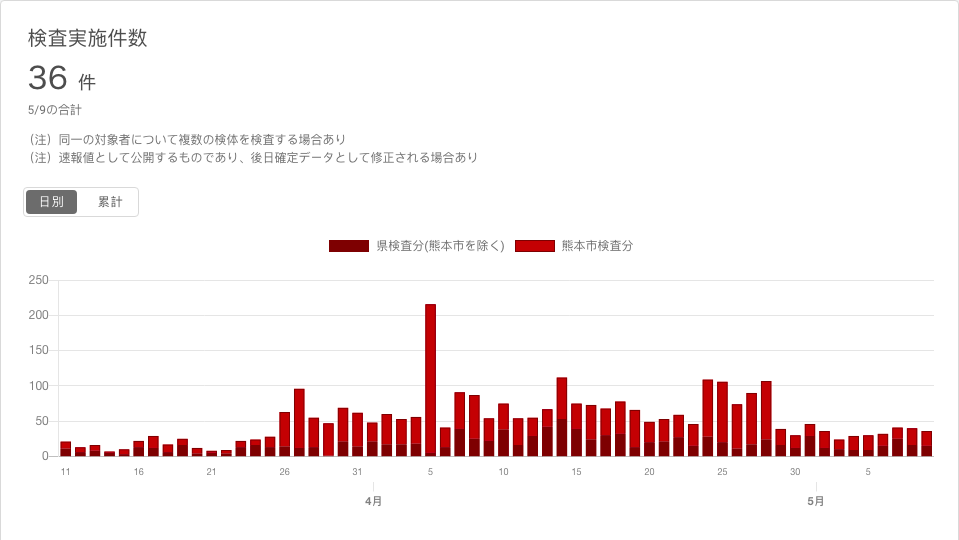 検査実施件数
36 件
5/9の合計
（注）同一の対象者について複数の検体を検査する場合あり
（注）速報値として公開するものであり、後日確定データとして修正される場合あり
日別 累計
県検査分(熊本市を除く) 熊本市検査分
250
200
150
100
50
0
11 16 21 26 31 5 10 15 20 25 30 5
4月 5月